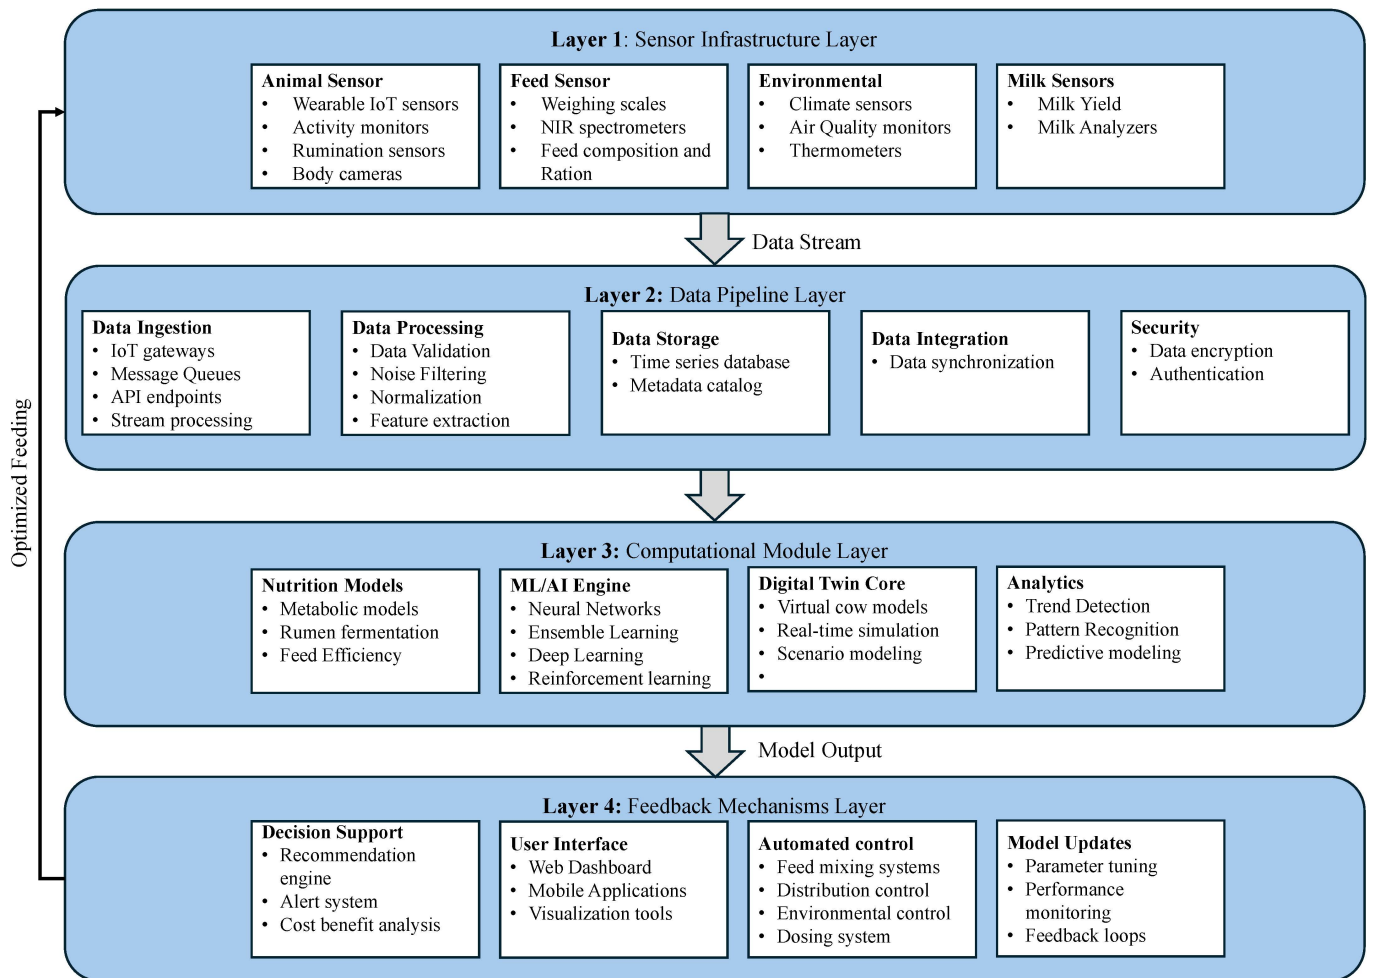 Layer 1: Sensor Infrastructure Layer
Animal Sensor
• Wearable IoT sensors
• Activity monitors
• Rumination sensors
• Body cameras
Feed Sensor
• Weighing scales
• NIR spectrometers
• Feed composition and
Ration
Environmental
• Climate sensors
• Air Quality monitors
• Thermometers
Milk Sensors
• Milk Yield
• Milk Analyzers
Data Stream
Layer 2: Data Pipeline Layer
Data Ingestion
• IoT gateways
• Message Queues
• API endpoints
• Stream processing
Data Processing
• Data Validation
• Noise Filtering
• Normalization
• Feature extraction
Data Storage
• Time series database
• Metadata catalog
Data Integration
• Data synchronization
Security
• Data encryption
• Authentication
Optimized Feeding
Layer 3: Computational Module Layer
Nutrition Models
• Metabolic models
• Rumen fermentation
• Feed Efficiency
ML/AI Engine
• Neural Networks
• Ensemble Learning
• Deep Learning
• Reinforcement learning
Digital Twin Core
• Virtual cow models
• Real-time simulation
• Scenario modeling
•
Analytics
• Trend Detection
• Pattern Recognition
• Predictive modeling
Model Output
Layer 4: Feedback Mechanisms Layer
Decision Support
• Recommendation
engine
• Alert system
• Cost benefit analysis
User Interface
• Web Dashboard
• Mobile Applications
• Visualization tools
Automated control
• Feed mixing systems
• Distribution control
• Environmental control
• Dosing system
Model Updates
• Parameter tuning
• Performance
monitoring
• Feedback loops